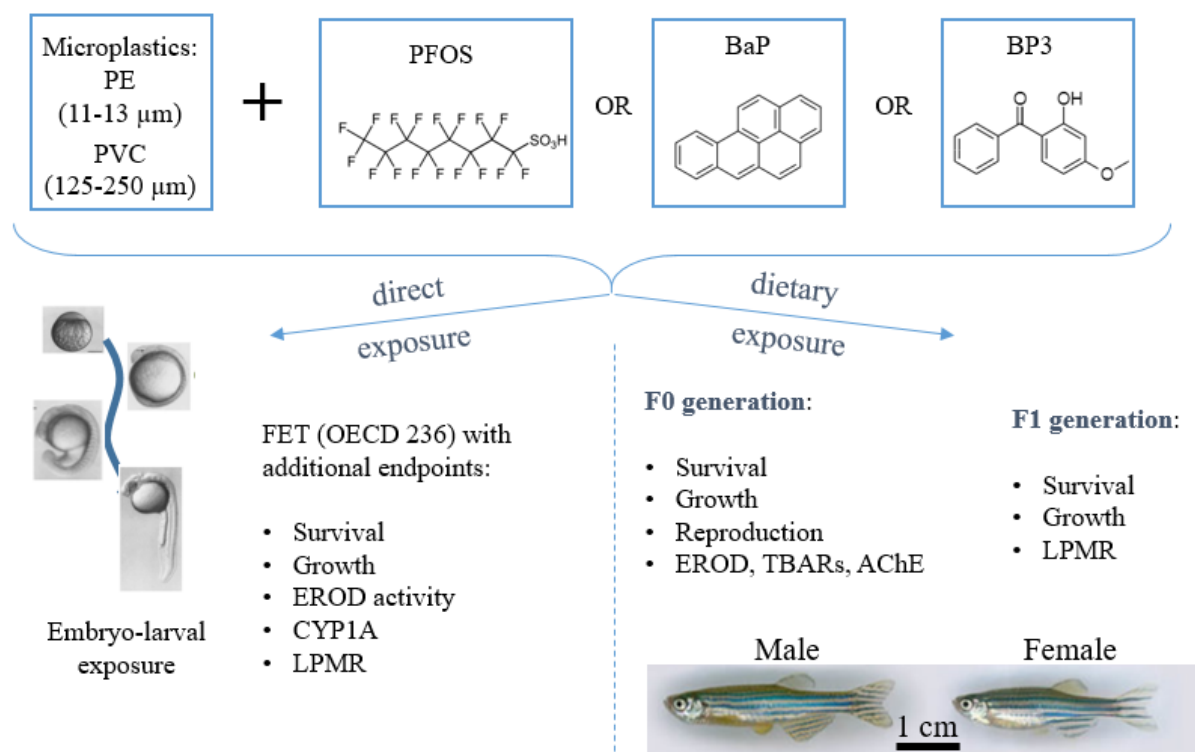 Microplastics:
PE
(11-13 µm)
PVC
(125-250 µm)
+
PFOS
F F F F F F F
F
SO₃H
F
F F F F F F F F
OR
BaP
OR
BP3
O OH
O
direct
exposure
dietary
exposure
Embryo-larval
exposure
FET (OECD 236) with
additional endpoints:
• Survival
• Growth
• EROD activity
• CYP1A
• LPMR
F0 generation:
• Survival
• Growth
• Reproduction
• EROD, TBARs, AChE
F1 generation:
• Survival
• Growth
• LPMR
Male
Female
1 cm